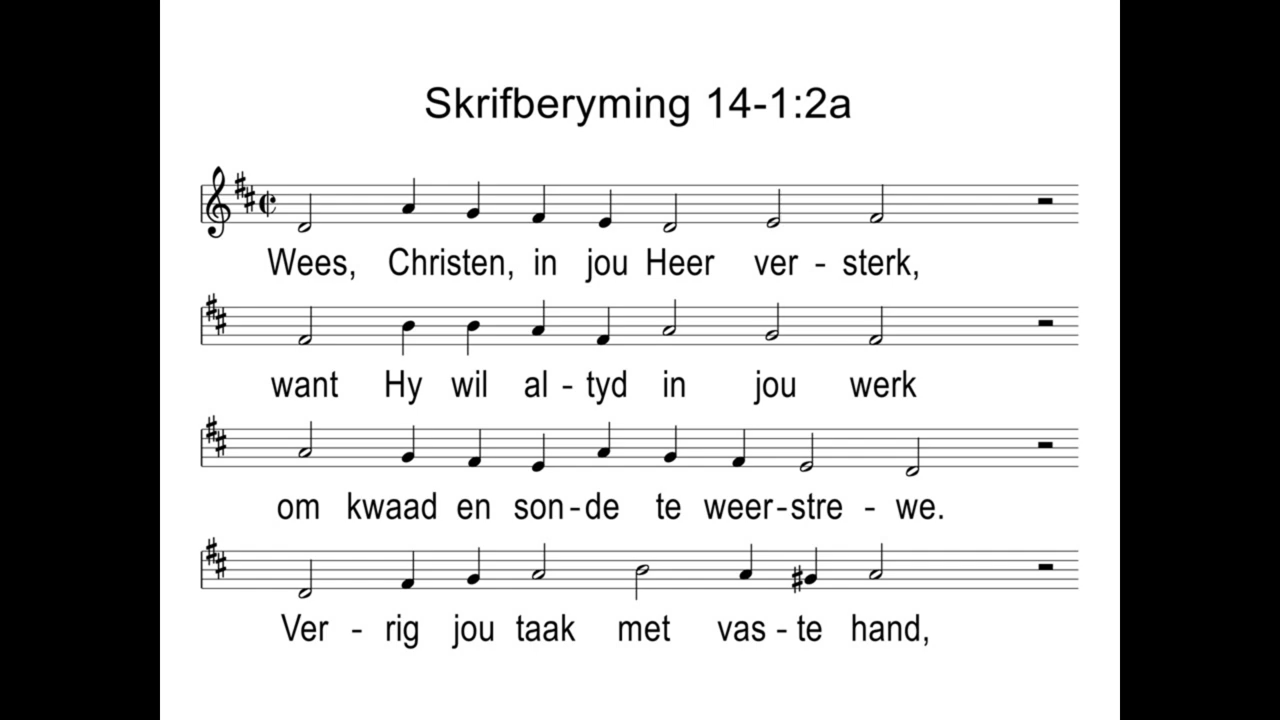 Skrifberyming 14-1:2a
Wees, Christen, in jou Heer ver - sterk,
want Hy wil al - tyd in jou werk
om kwaad en son - de te weer - stre - we.
Ver - rig jou taak met vas - te hand,